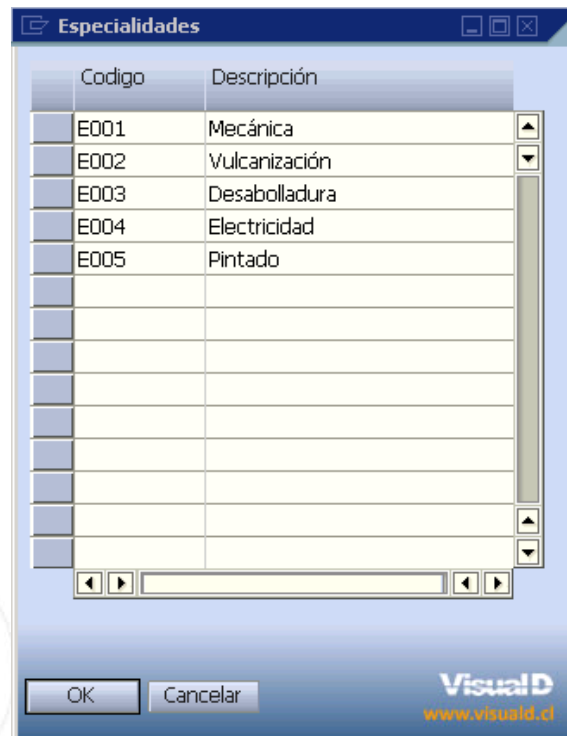 Especialidades
Codigo Descripción
E001 Mecánica
E002 Vulcanización
E003 Desabolladura
E004 Electricidad
E005 Pintado
OK Cancelar
VisualD
www.visuald.cl